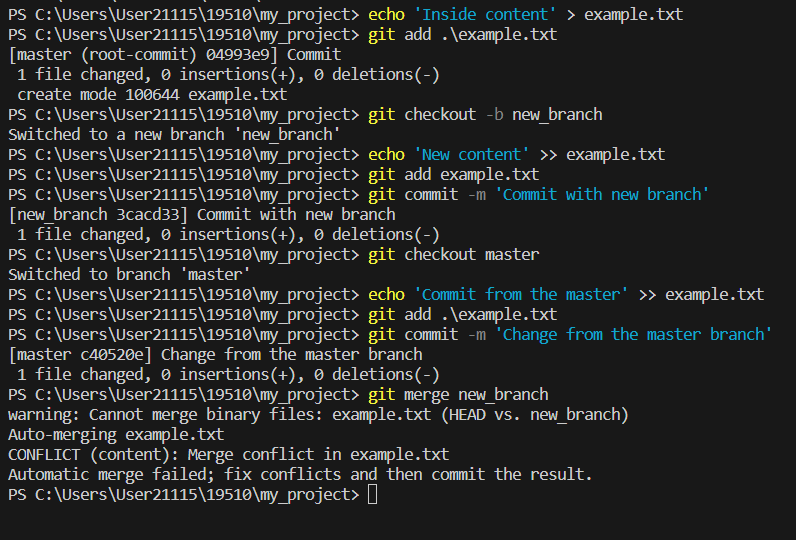 PS C:\Users\User21115\19510\my_project> echo 'Inside content' > example.txt
PS C:\Users\User21115\19510\my_project> git add .\example.txt
[master (root-commit) 04993e9] Commit
 1 file changed, 0 insertions(+), 0 deletions(-)
 create mode 100644 example.txt
PS C:\Users\User21115\19510\my_project> git checkout -b new_branch
Switched to a new branch 'new_branch'
PS C:\Users\User21115\19510\my_project> echo 'New content' >> example.txt
PS C:\Users\User21115\19510\my_project> git add example.txt
PS C:\Users\User21115\19510\my_project> git commit -m 'Commit with new branch'
[new_branch 3cacd33] Commit with new branch
 1 file changed, 0 insertions(+), 0 deletions(-)
PS C:\Users\User21115\19510\my_project> git checkout master
Switched to branch 'master'
PS C:\Users\User21115\19510\my_project> echo 'Commit from the master' >> example.txt
PS C:\Users\User21115\19510\my_project> git add .\example.txt
PS C:\Users\User21115\19510\my_project> git commit -m 'Change from the master branch'
[master c40520e] Change from the master branch
 1 file changed, 0 insertions(+), 0 deletions(-)
PS C:\Users\User21115\19510\my_project> git merge new_branch
warning: Cannot merge binary files: example.txt (HEAD vs. new_branch)
Auto-merging example.txt
CONFLICT (content): Merge conflict in example.txt
Automatic merge failed; fix conflicts and then commit the result.
PS C:\Users\User21115\19510\my_project>